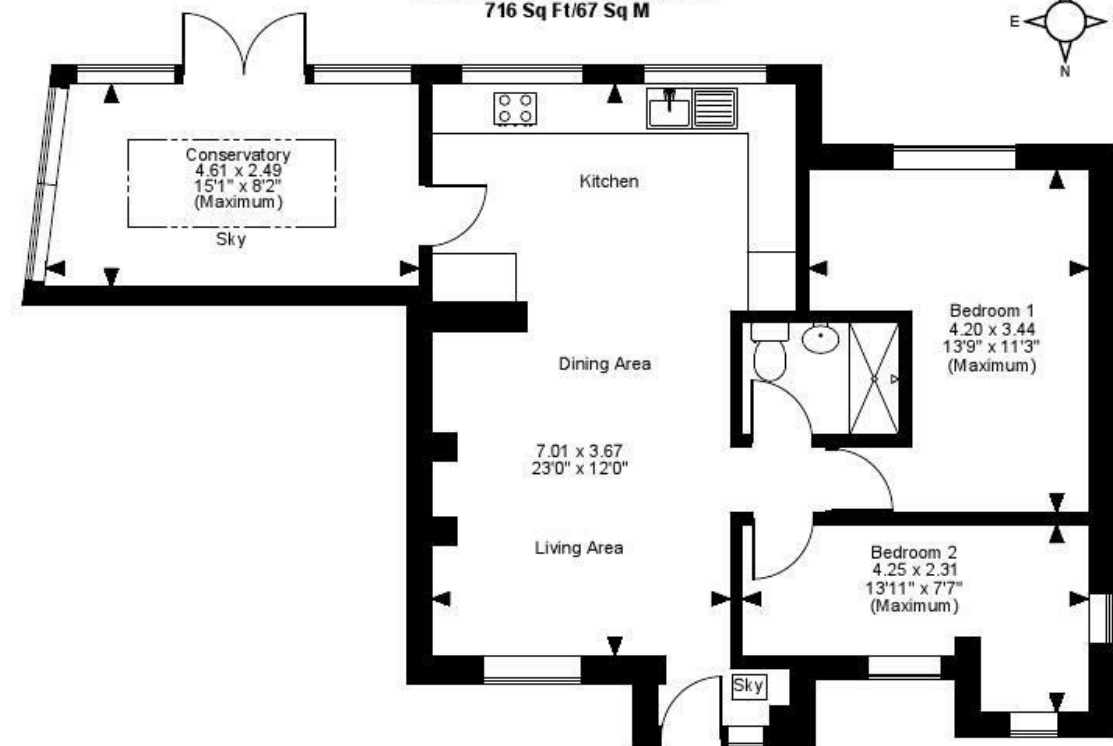 716 Sq Ft/67 Sq M
E
N
Conservatory
4.61 x 2.49
15'1" x 8'2"
(Maximum)
Sky
Kitchen
Bedroom 1
4.20 x 3.44
13'9" x 11'3"
(Maximum)
Dining Area
7.01 x 3.67
23'0" x 12'0"
Living Area
Bedroom 2
4.25 x 2.31
13'11" x 7'7"
(Maximum)
Sky